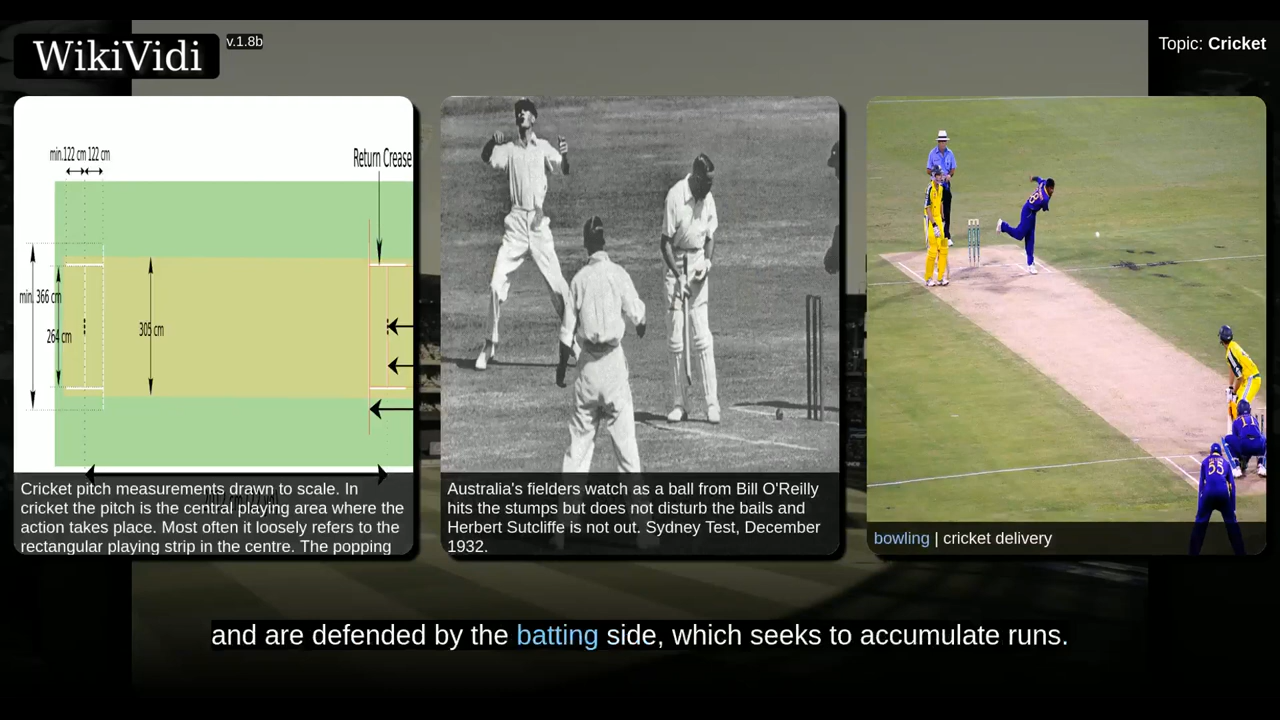 WikiVidi
v.1.8b
Topic: Cricket
min.122 cm 122 cm
Return Crease
min. 366 cm
264 cm
305 cm
Cricket pitch measurements drawn to scale. In
cricket the pitch is the central playing area where the
action takes place. Most often it loosely refers to the
rectangular playing strip in the centre. The popping
Australia's fielders watch as a ball from Bill O'Reilly
hits the stumps but does not disturb the bails and
Herbert Sutcliffe is not out. Sydney Test, December
1932.
55
bowling | cricket delivery
and are defended by the batting side, which seeks to accumulate runs.